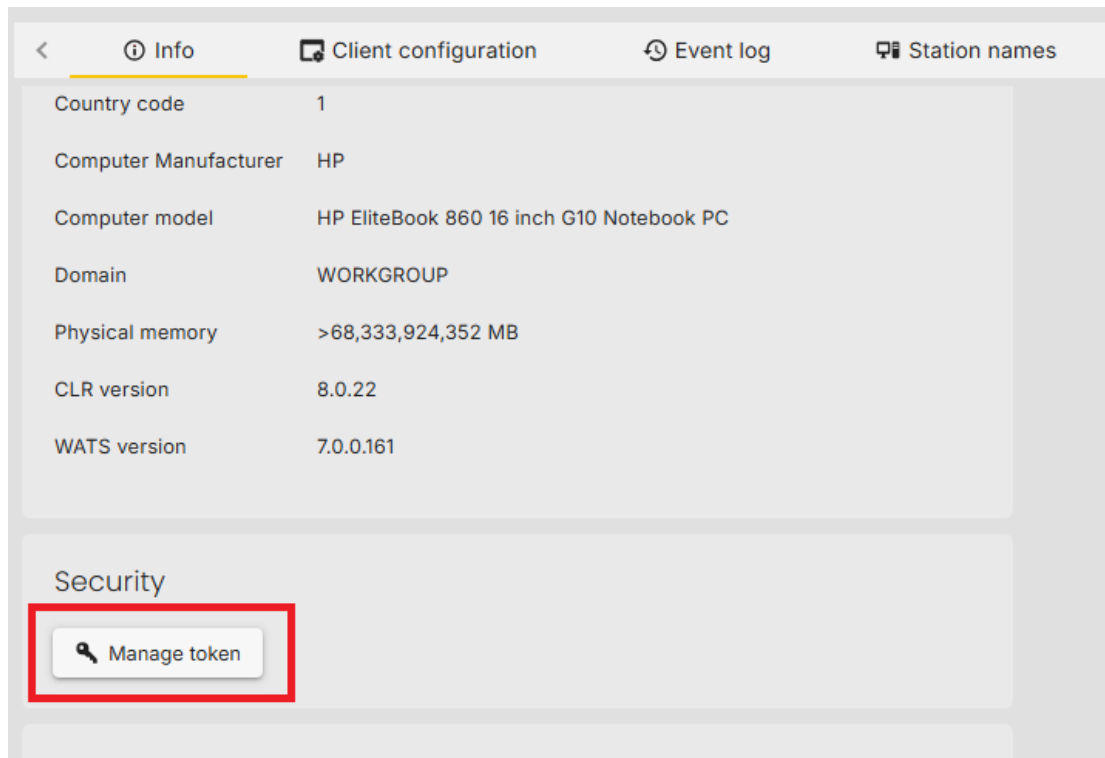 Info Client configuration Event log Station names
Country code 1
Computer Manufacturer HP
Computer model HP EliteBook 860 16 inch G10 Notebook PC
Domain WORKGROUP
Physical memory >68,333,924,352 MB
CLR version 8.0.22
WATS version 7.0.0.161
Security
Manage token